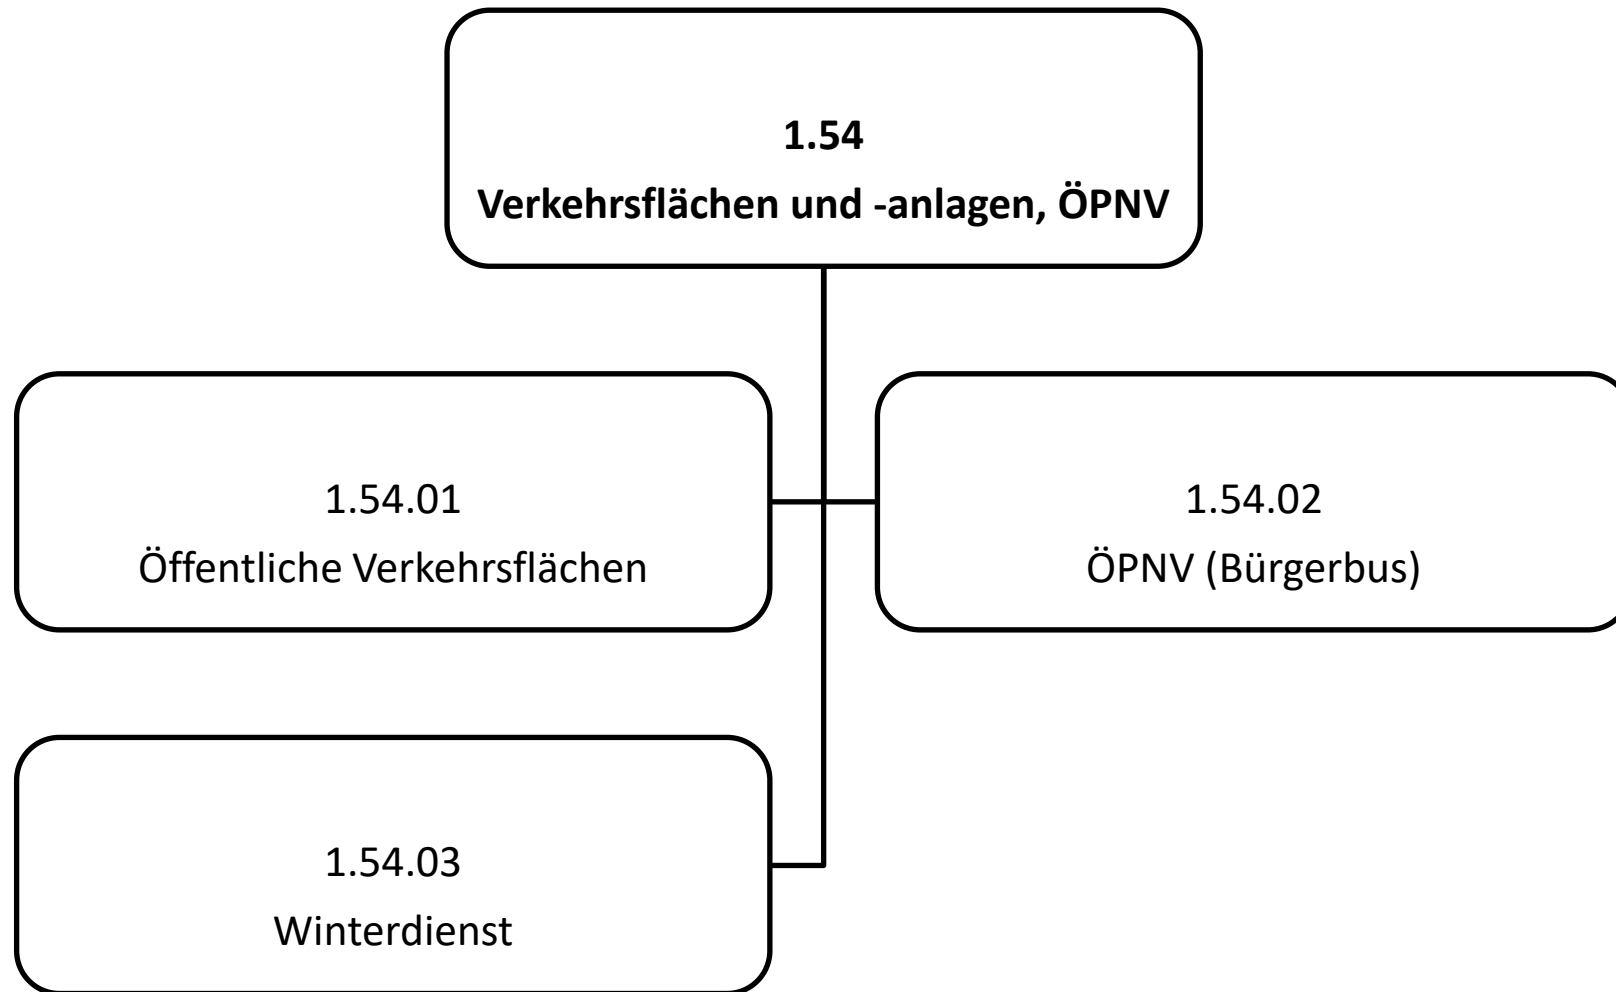 1.54
Verkehrsflächen und -anlagen, ÖPNV
1.54.01
Öffentliche Verkehrsflächen
1.54.02
ÖPNV (Bürgerbus)
1.54.03
Winterdienst